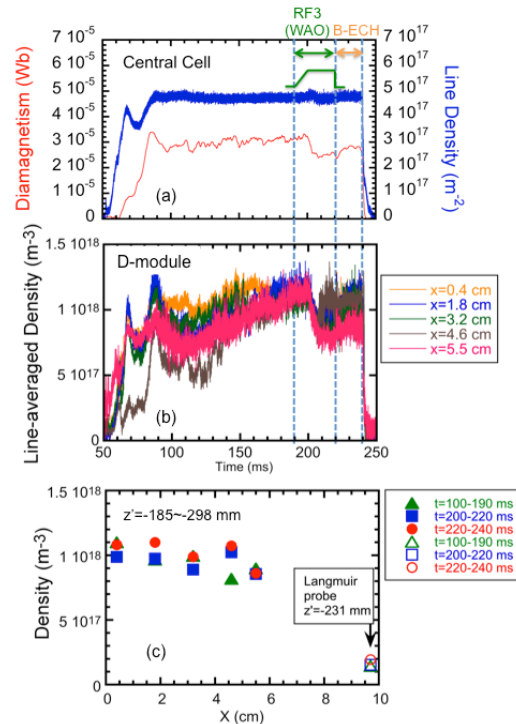 RF3
(WAO) B-ECH
Central Cell
7 10⁻⁵
6 10⁻⁵
5 10⁻⁵
4 10⁻⁵
3 10⁻⁵
2 10⁻⁵
1 10⁻⁵
0
Diamagnetism (Wb)
7 10¹⁷
6 10¹⁷
5 10¹⁷
4 10¹⁷
3 10¹⁷
2 10¹⁷
1 10¹⁷
0
Line Density (m⁻²)
(a)
D-module
1.5 10¹⁸
1 10¹⁸
5 10¹⁷
0
Line-averaged Density (m-3)
(b)
50 100 150 200 250
Time (ms)
x=0.4 cm
x=1.8 cm
x=3.2 cm
x=4.6 cm
x=5.5 cm
1.5 10¹⁸
1 10¹⁸
5 10¹⁷
0
Density (m-3)
z'=-185~-298 mm
Langmuir
probe
z'=-231 mm
(c)
0 2 4 6 8 10
X (cm)
t=100-190 ms
t=200-220 ms
t=220-240 ms
t=100-190 ms
t=200-220 ms
t=220-240 ms